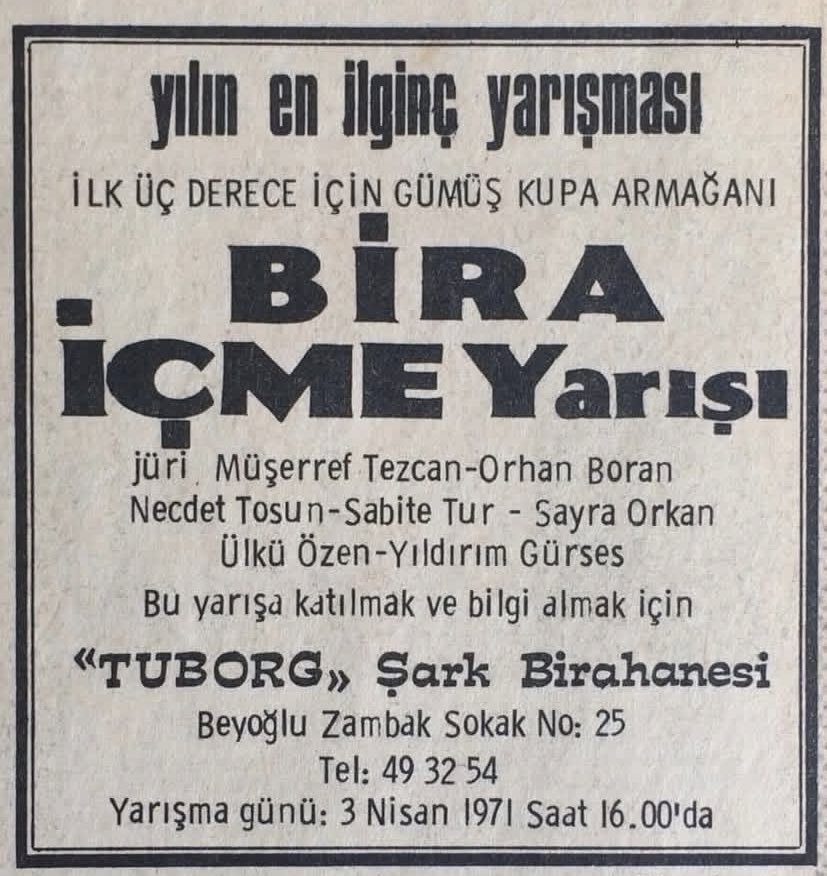 yılın en ilginç yarışması
İLK ÜÇ DERECE İÇİN GÜMÜŞ KUPA ARMAĞANI
BİRA
İÇME Yarışı
jüri. Müşerref Tezcan-Orhan Boran
Necdet Tosun-Sabite Tur - Sayra Orkan
Ülkü Özen-Yıldırım Gürses
Bu yarışa katılmak ve bilgi almak için
«TUBORG» Şark Birahanesi
Beyoğlu Zambak Sokak No: 25
Tel: 49 32 54
Yarışma günü: 3 Nisan 1971 Saat 16.00'da